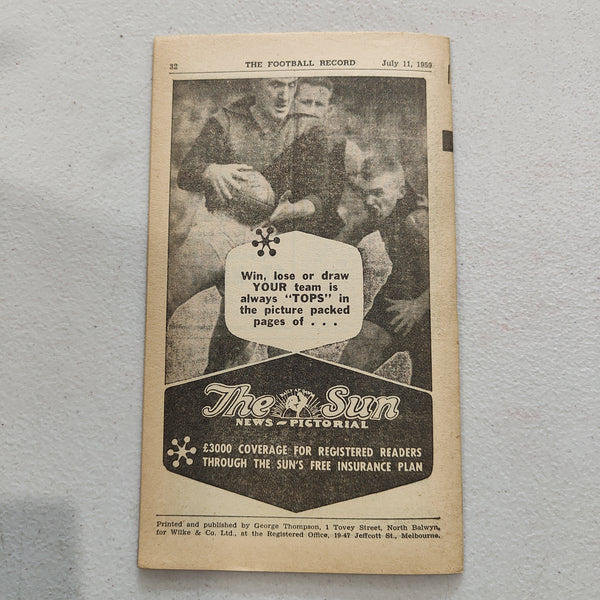 32 THE FOOTBALL RECORD July 11, 1959
Win, lose or draw
YOUR team is
always "TOPS" in
the picture packed
pages of . . .
The Sun
NEWS-PICTORIAL
£3000 COVERAGE FOR REGISTERED READERS
THROUGH THE SUN'S FREE INSURANCE PLAN
Printed and published by George Thompson, 1 Tovey Street, North Balwyn,
for Wilke & Co. Ltd., at the Registered Office, 19-47 Jeffcott St., Melbourne.